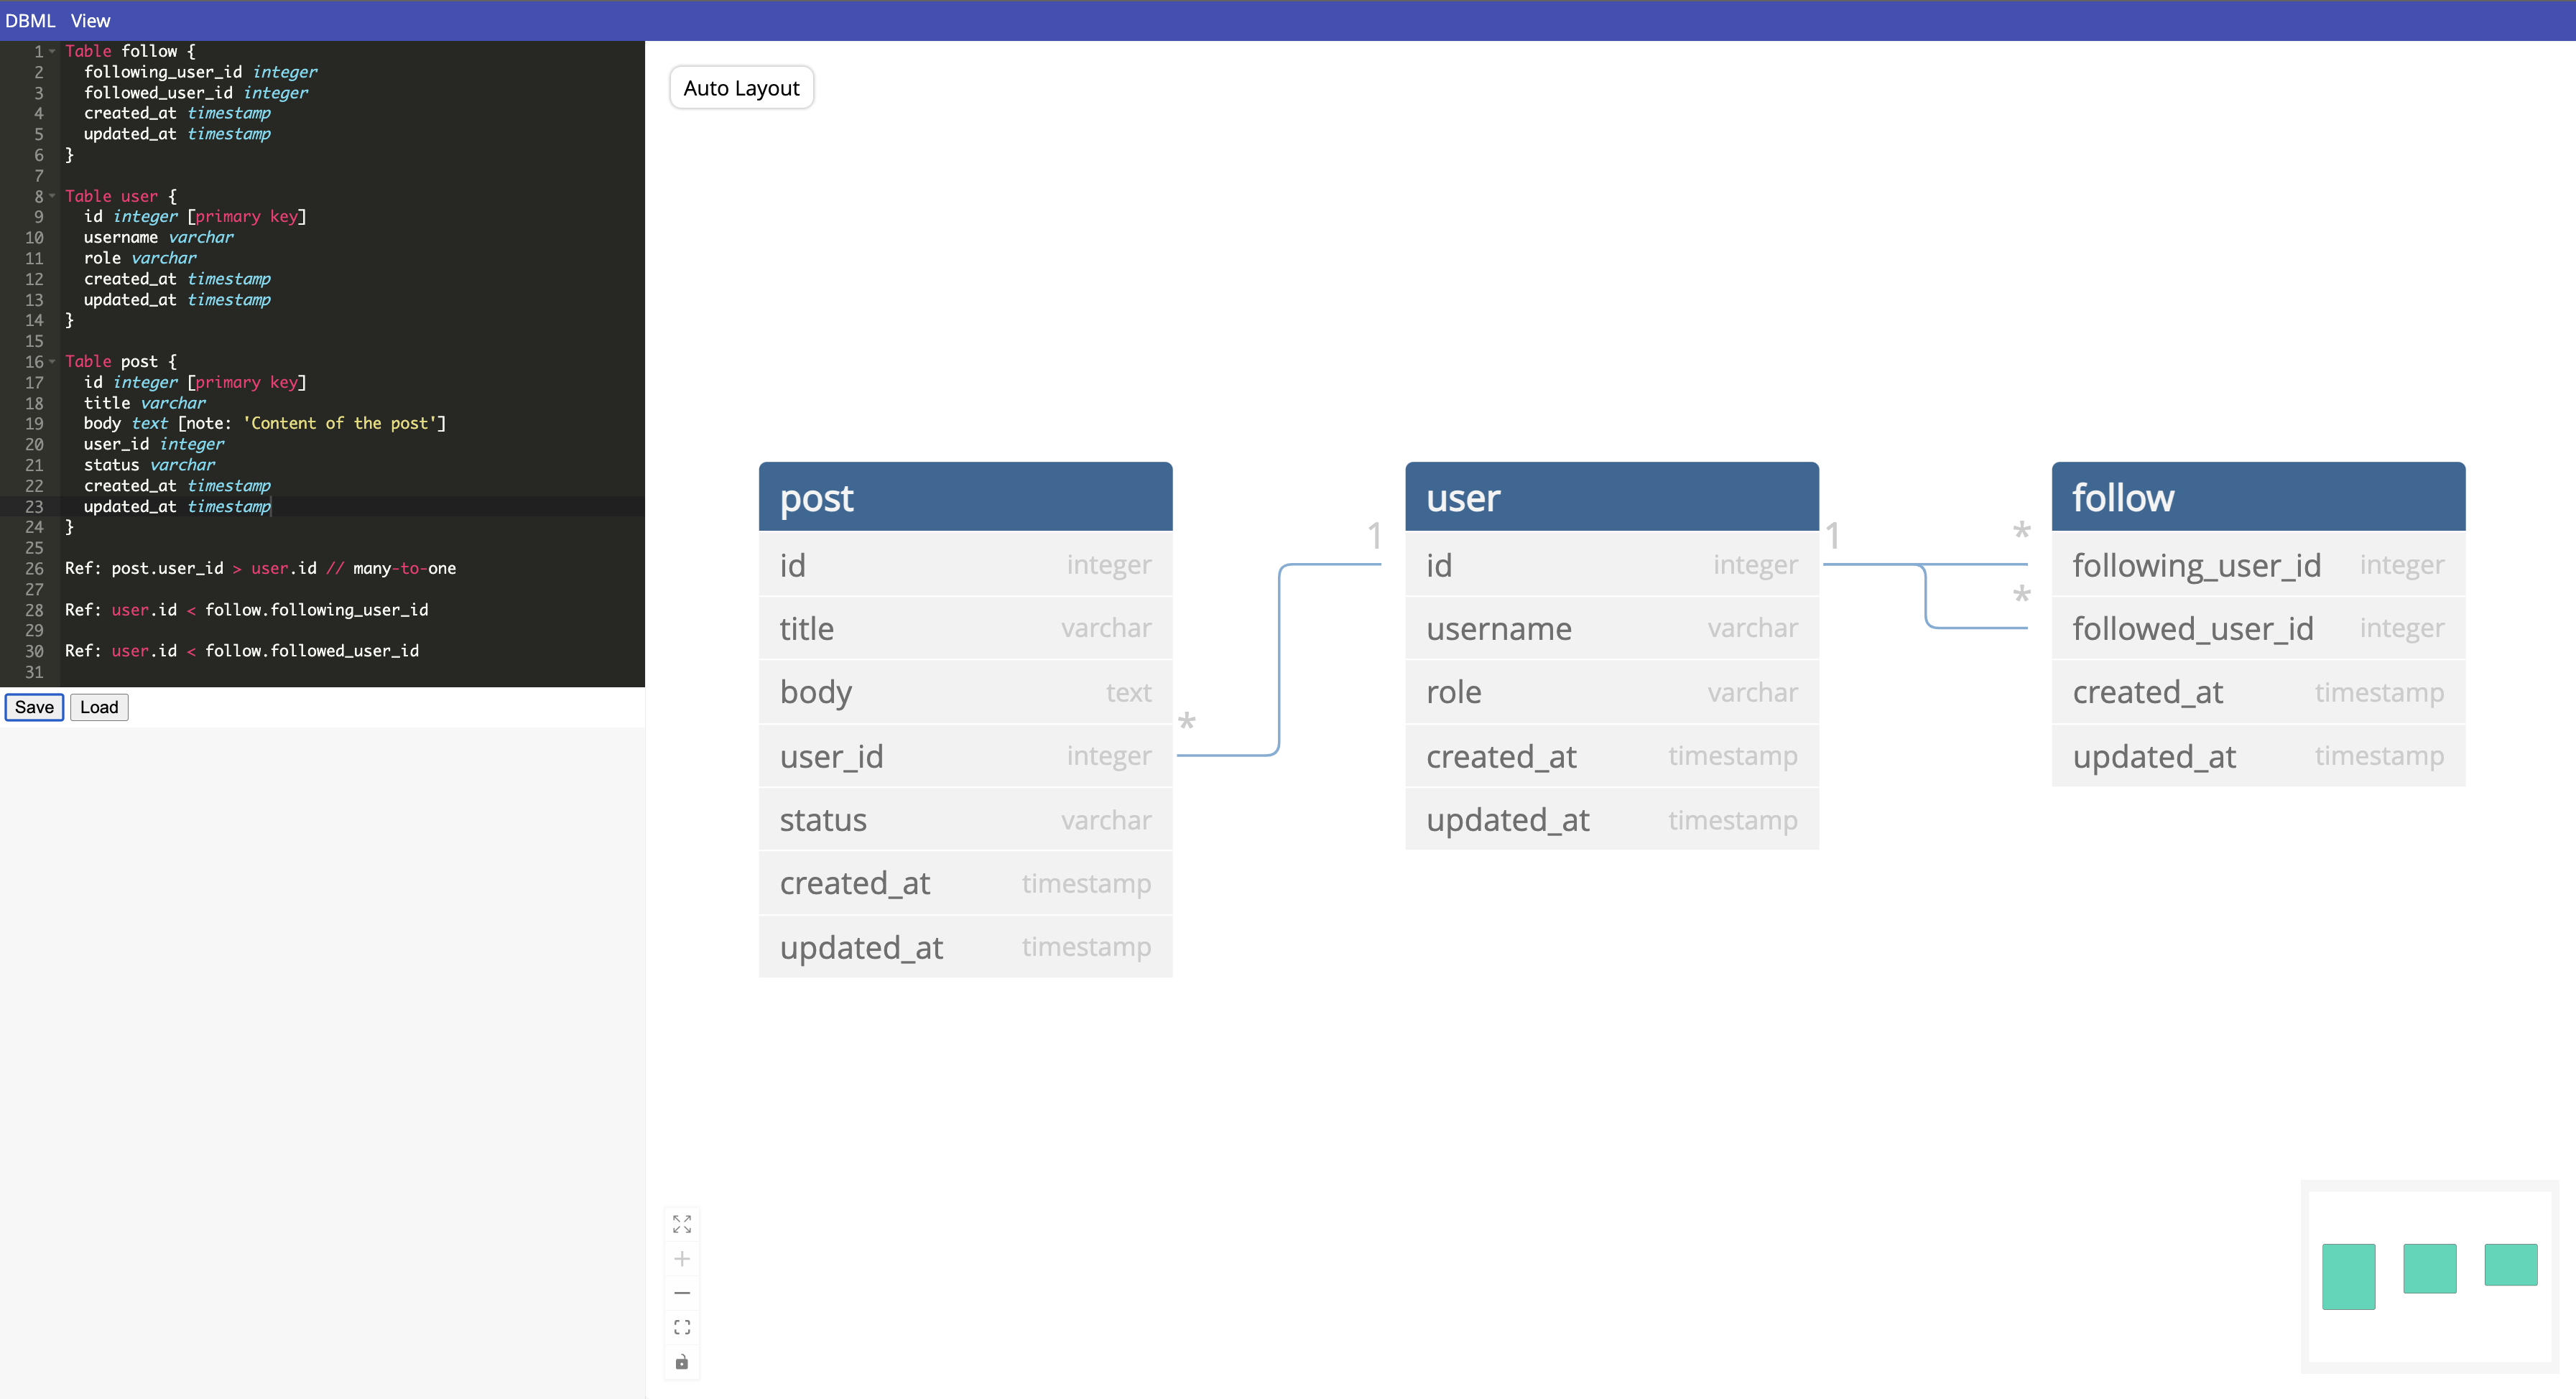 DBML View
1 Table follow {
2 following_user_id integer
3 followed_user_id integer
4 created_at timestamp
5 updated_at timestamp
6 }
7
8 Table user {
9 id integer [primary key]
10 username varchar
11 role varchar
12 created_at timestamp
13 updated_at timestamp
14 }
15
16 Table post {
17 id integer [primary key]
18 title varchar
19 body text [note: 'Content of the post']
20 user_id integer
21 status varchar
22 created_at timestamp
23 updated_at timestamp
24 }
25
26 Ref: post.user_id > user.id // many-to-one
27
28 Ref: user.id < follow.following_user_id
29
30 Ref: user.id < follow.followed_user_id
31
Save Load
Auto Layout
post
id integer
title varchar
body text
user_id integer
status varchar
created_at timestamp
updated_at timestamp
*
1
user
id integer
username varchar
role varchar
created_at timestamp
updated_at timestamp
1
*
*
follow
following_user_id integer
followed_user_id integer
created_at timestamp
updated_at timestamp